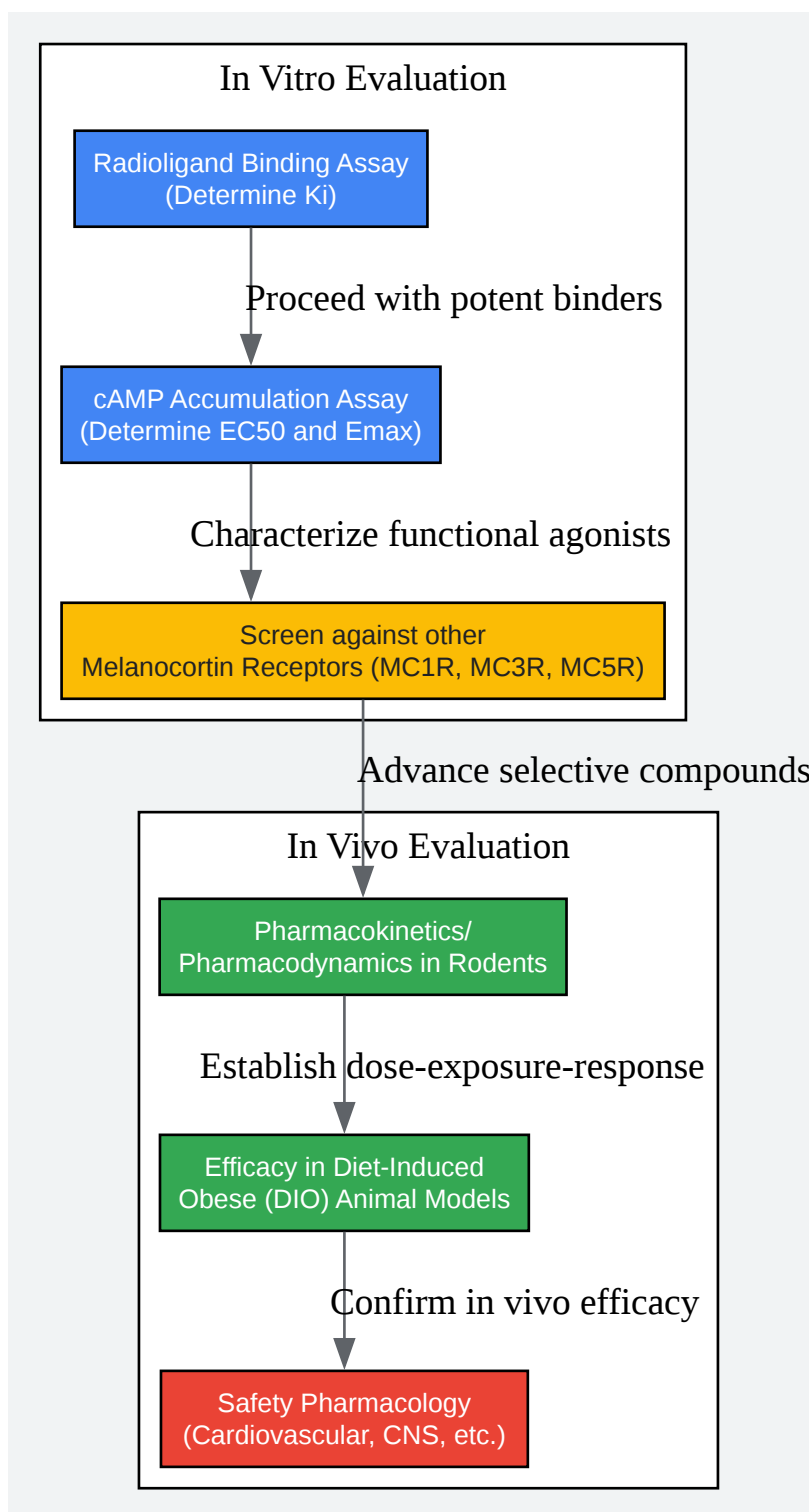 In Vitro Evaluation
Radioligand Binding Assay
(Determine Ki)
Proceed with potent binders
cAMP Accumulation Assay
(Determine EC50 and Emax)
Characterize functional agonists
Screen against other
Melanocortin Receptors (MC1R, MC3R, MC5R)
Advance selective compounds
In Vivo Evaluation
Pharmacokinetics/
Pharmacodynamics in Rodents
Establish dose-exposure-response
Efficacy in Diet-Induced
Obese (DIO) Animal Models
Confirm in vivo efficacy
Safety Pharmacology
(Cardiovascular, CNS, etc.)